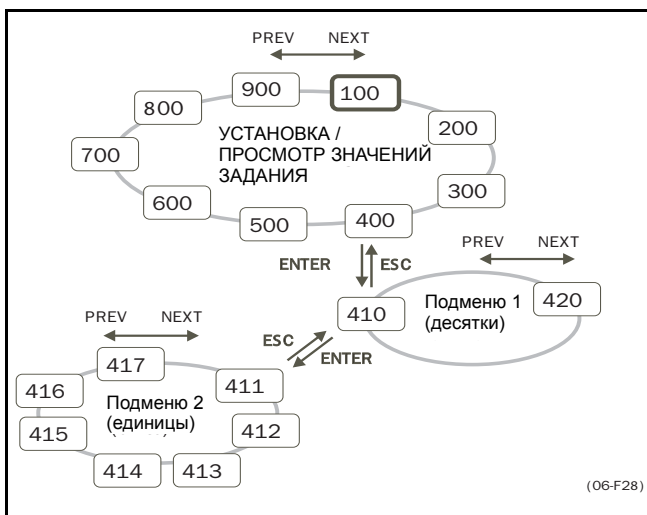 PREV NEXT
900 100
800 200
УСТАНОВКА /
ПРОСМОТР ЗНАЧЕНИЙ
ЗАДАНИЯ
700 300
600 400
500
PREV NEXT
ENTER ESC
410 Подменю 1
(десятки)
420
PREV NEXT
ESC
ENTER
417
416 411
Подменю 2
(единицы)
415 412
414 413
(06-F28)